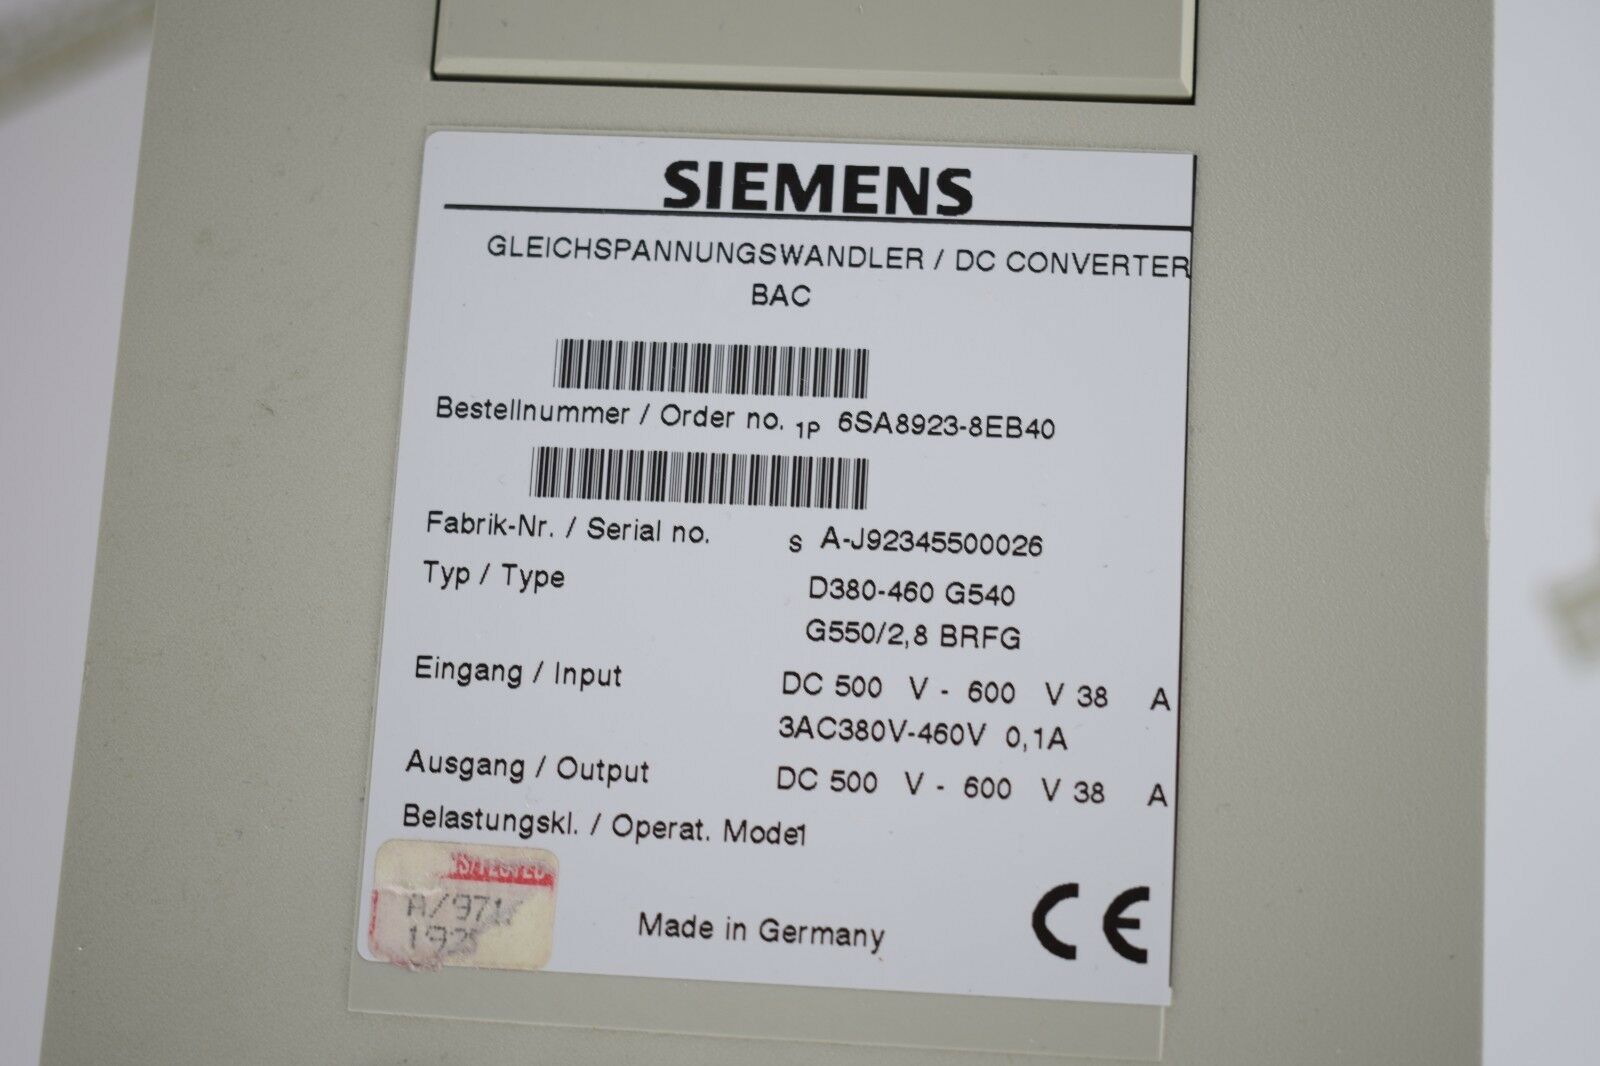 SIEMENS
GLEICHSPANNUNGSWANDLER / DC CONVERTER
BAC
Bestellnummer / Order no. 1P 6SA8923-8EB40
Fabrik-Nr. / Serial no. S A-J92345500026
Typ / Type D380-460 G540
G550/2,8 BRFG
Eingang / Input DC 500 V - 600 V 38 A
3AC380V-460V 0,1A
Ausgang / Output DC 500 V - 600 V 38 A
Belastungskl. / Operat. Mode1
Made in Germany
CE